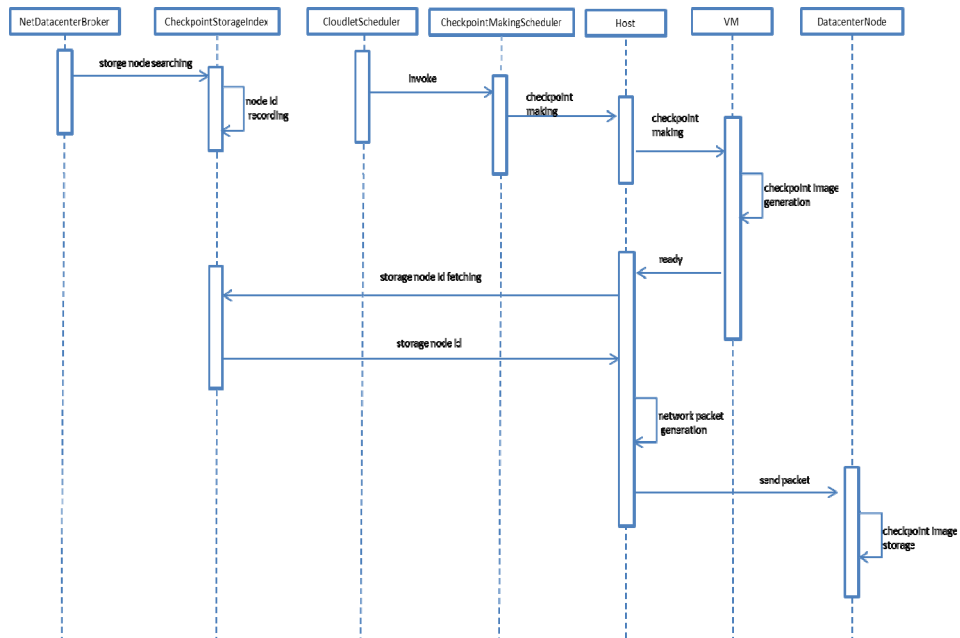 NetDatacenterBroker
CheckpointStorageIndex
CloudletScheduler
CheckpointMakingScheduler
Host
VM
DatacenterNode
storge node searching
node id
recording
invoke
checkpoint
making
checkpoint
making
checkpoint image
generation
ready
storage node id fetching
storage node id
network packet
generation
send packet
checkpoint image
storage